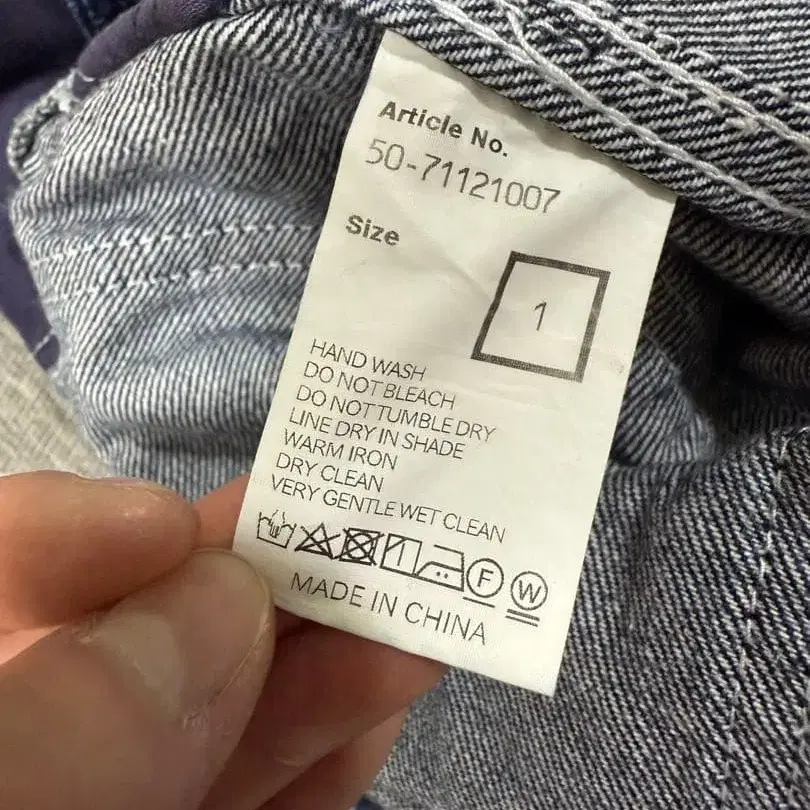 Article No.
50-71121007
Size
1
HAND WASH
DO NOT BLEACH
DO NOT TUMBLE DRY
LINE DRY IN SHADE
WARM IRON
DRY CLEAN
VERY GENTLE WET CLEAN
F W
MADE IN CHINA